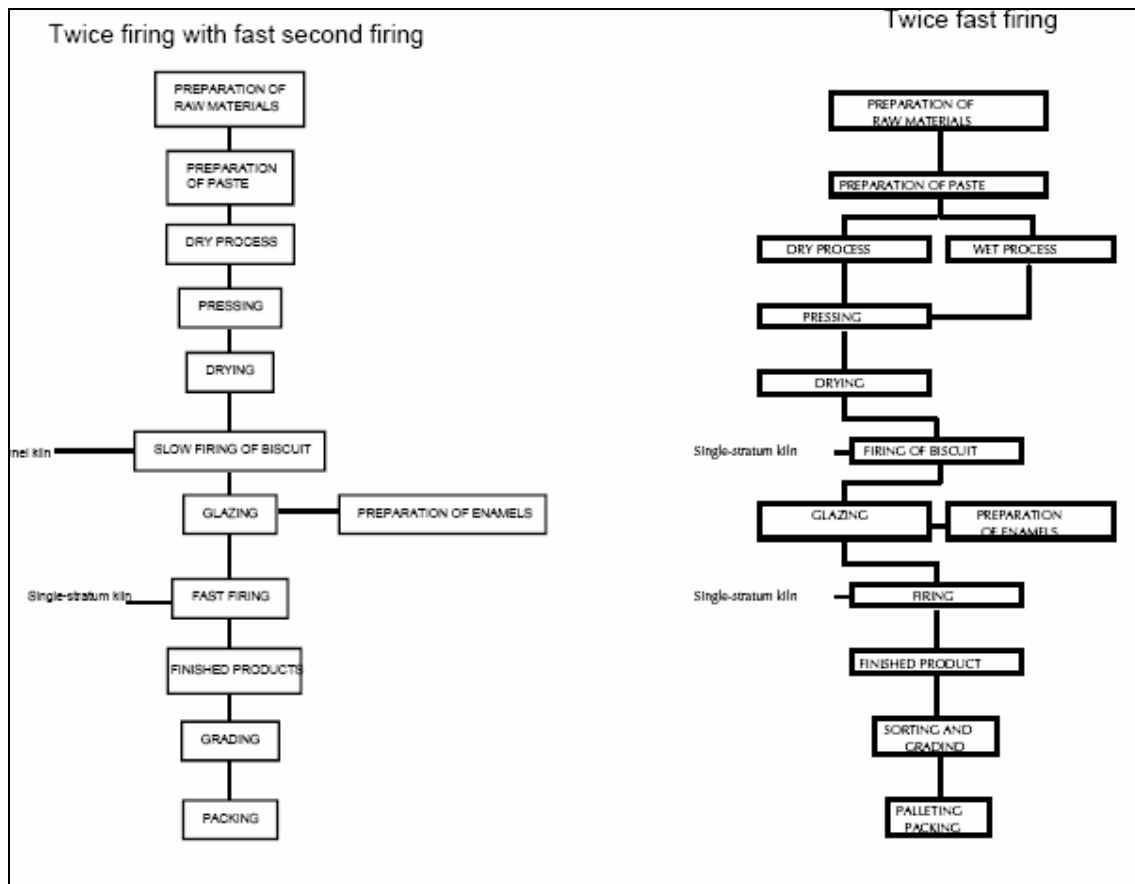 Twice firing with fast second firing
PREPARATION OF
RAW MATERIALS
PREPARATION
OF PASTE
DRY PROCESS
PRESSING
DRYING
SLOW FIRING OF BISCUIT
kiln
GLAZING
PREPARATION OF ENAMELS
Single-stratum kiln
FAST FIRING
FINISHED PRODUCTS
GRADING
PACKING
Twice fast firing
PREPARATION OF
RAW MATERIALS
PREPARATION OF PASTE
DRY PROCESS
WET PROCESS
PRESSING
DRYING
Single-stratum kiln
FIRING OF BISCUIT
GLAZING
PREPARATION
OF ENAMELS
Single-stratum kiln
FIRING
FINISHED PRODUCT
SORTING AND
GRADIND
PALLETING
PACKING